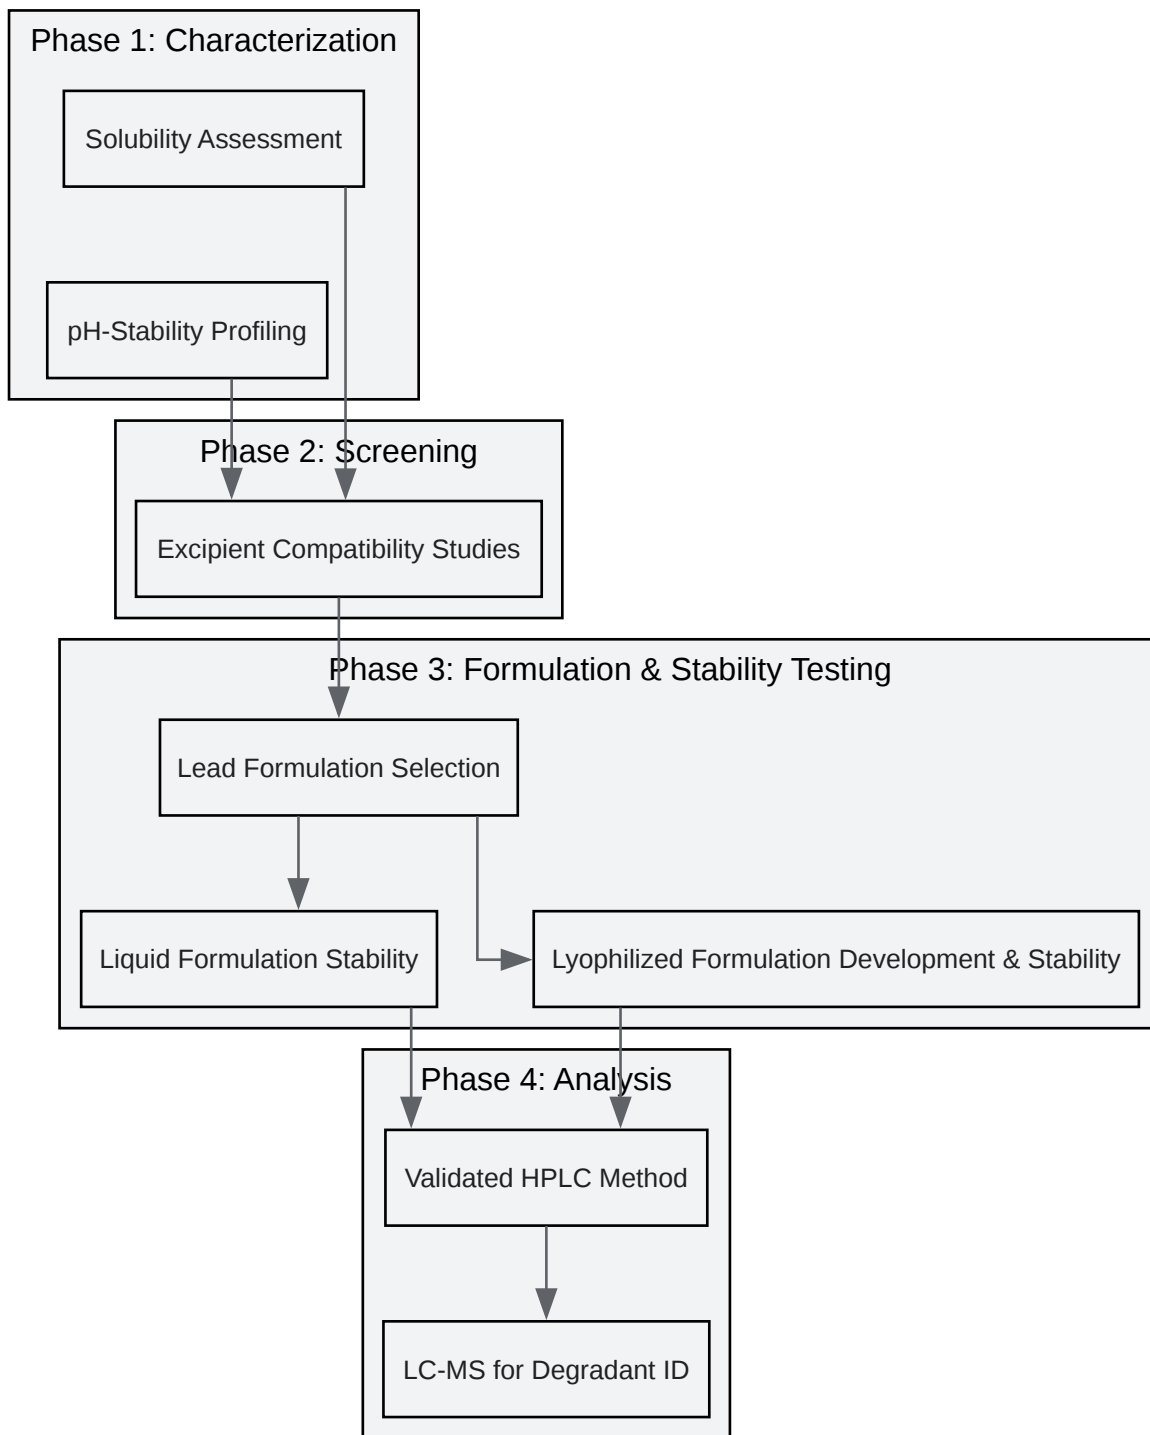 Phase 1: Characterization
Solubility Assessment
pH-Stability Profiling
Phase 2: Screening
Excipient Compatibility Studies
Phase 3: Formulation & Stability Testing
Lead Formulation Selection
Liquid Formulation Stability
Lyophilized Formulation Development & Stability
Phase 4: Analysis
Validated HPLC Method
LC-MS for Degradant ID